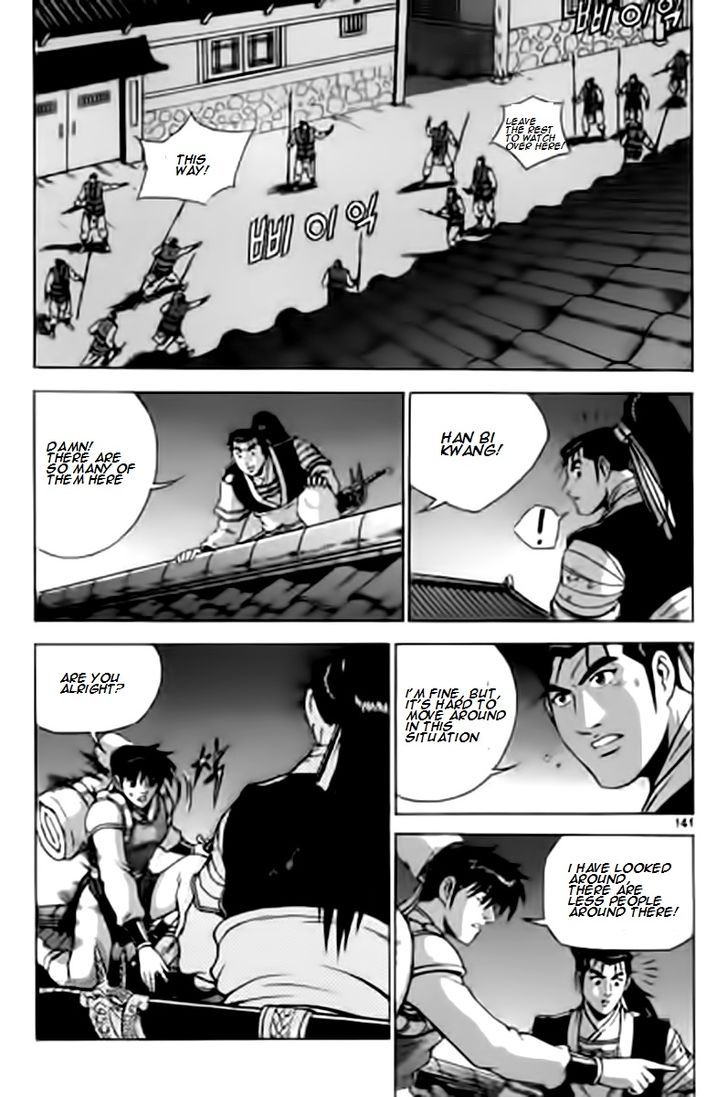 삐이익
THIS
WAY!
LEAVE
THE REST
TO WATCH
OVER HERE!
삐이익
DAMN!
THERE ARE
SO MANY OF
THEM HERE
HAN BI
KWANG!
!
ARE YOU
ALRIGHT?
I'M FINE, BUT,
IT'S HARD TO
MOVE AROUND
IN THIS
SITUATION
141
I HAVE LOOKED
AROUND,
THERE ARE
LESS PEOPLE
AROUND THERE!